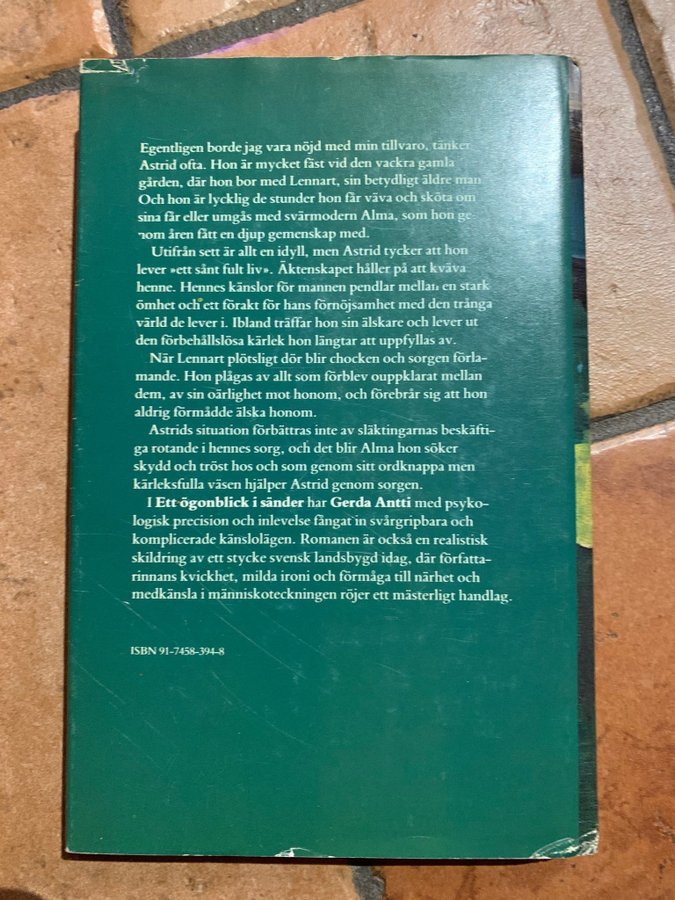 Egentligen borde jag vara nöjd med min tillvaro, tänker
Astrid ofta. Hon är mycket fäst vid den vackra gamla
gården, där hon bor med Lennart, sin betydligt äldre man
Och hon är lycklig de stunder hon får väva och sköta om
sina får eller umgås med svärmodern Alma, som hon ge-
nom åren fått en djup gemenskap med.
Utifrån sett är allt en idyll, men Astrid tycker att hon
lever »ett sånt fult liv». Äktenskapet håller på att kväva
henne. Hennes känslor för mannen pendlar mellan en stark
ömhet och ett förakt för hans förnöjsamhet med den trånga
värld de lever i. Ibland träffar hon sin älskare och lever ut
den förbehållslösa kärlek hon längtar att uppfyllas av.
När Lennart plötsligt dör blir chocken och sorgen förla-
mande. Hon plågas av allt som förblev ouppklarat mellan
dem, av sin oärlighet mot honom, och förebrår sig att hon
aldrig förmådde älska honom.
Astrids situation förbättras inte av släktingarnas beskäfti-
ga rotande i hennes sorg, och det blir Alma hon söker
skydd och tröst hos och som genom sitt ordknappa men
kärleksfulla väsen hjälper Astrid genom sorgen.
I Ett ögonblick i sänder har Gerda Antti med psyko-
logisk precision och inlevelse fångat in svårgripbara och
komplicerade känslolägen. Romanen är också en realistisk
skildring av ett stycke svensk landsbygd idag, där författa-
rinnans kvickhet, milda ironi och förmåga till närhet och
medkänsla i människoteckningen röjer ett mästerligt handlag.
ISBN 91-7458-394-8